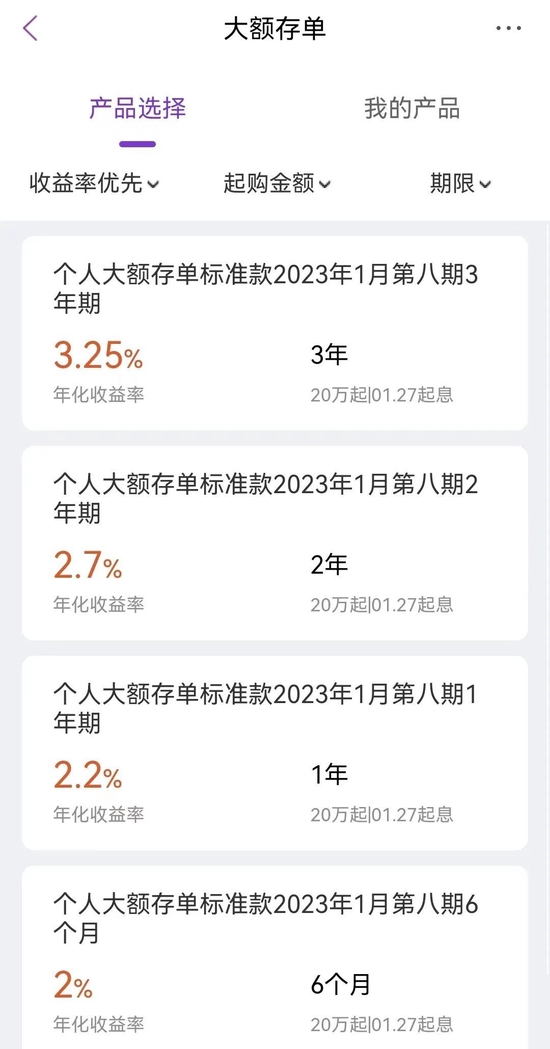 大额存单
产品选择
我的产品
收益率优先
起购金额
期限
个人大额存单标准款2023年1月第八期3
年期
3.25%
3年
年化收益率
20万起|01.27起息
个人大额存单标准款2023年1月第八期2
年期
2.7%
2年
年化收益率
20万起|01.27起息
个人大额存单标准款2023年1月第八期1
年期
2.2%
1年
年化收益率
20万起|01.27起息
个人大额存单标准款2023年1月第八期6
个月
2%
6个月
年化收益率
20万起|01.27起息